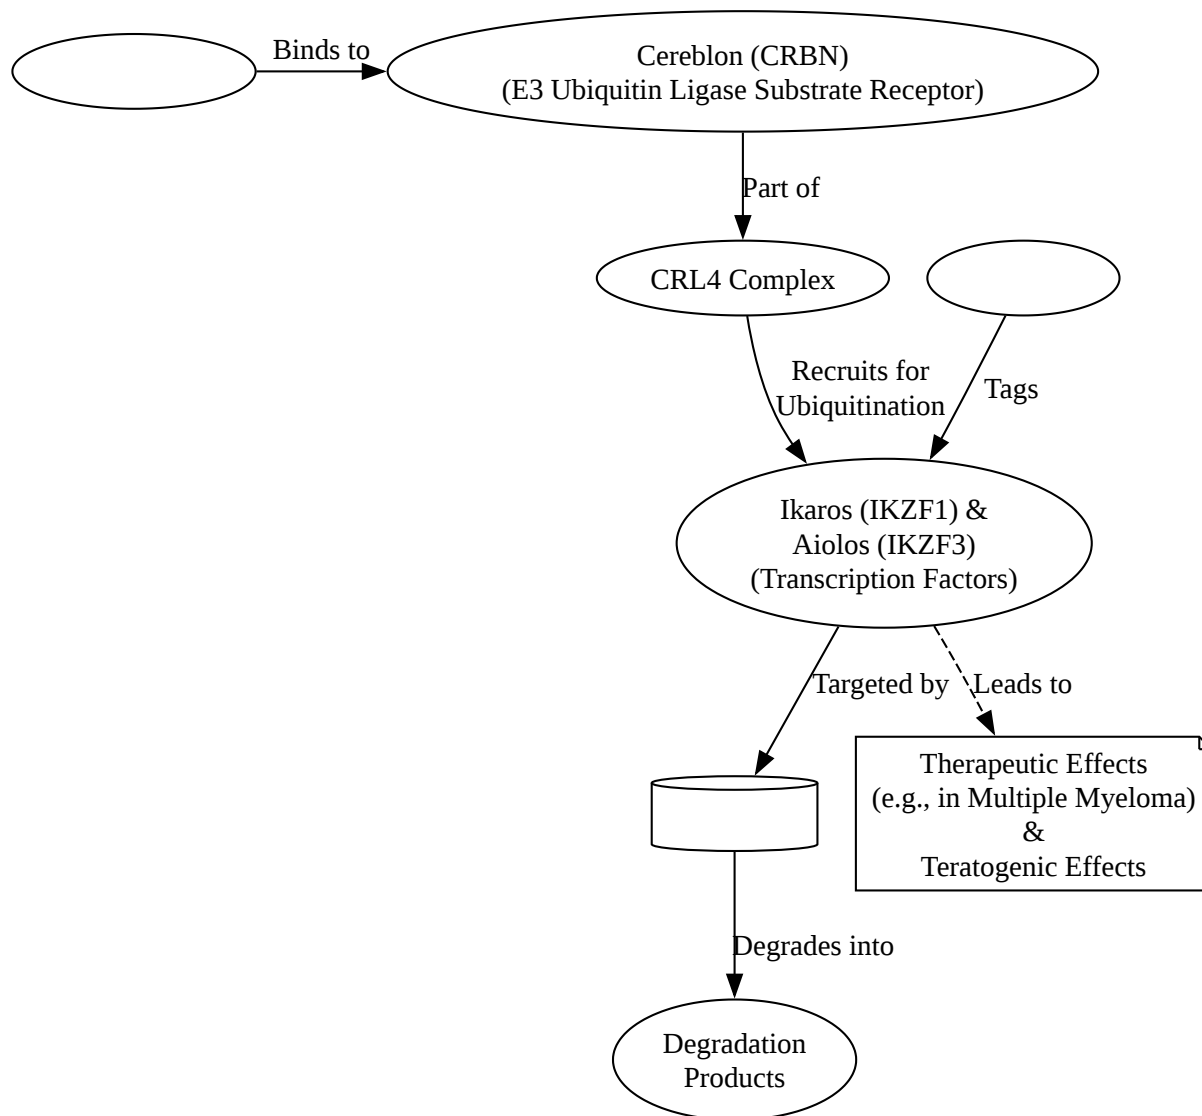 Binds to
Cereblon (CRBN)
(E3 Ubiquitin Ligase Substrate Receptor)
Part of
CRL4 Complex
Recruits for
Ubiquitination
Tags
Ikaros (IKZF1) &
Aiolos (IKZF3)
(Transcription Factors)
Targeted by
Leads to
Therapeutic Effects
(e.g., in Multiple Myeloma)
&
Teratogenic Effects
Degrades into
Degradation
Products